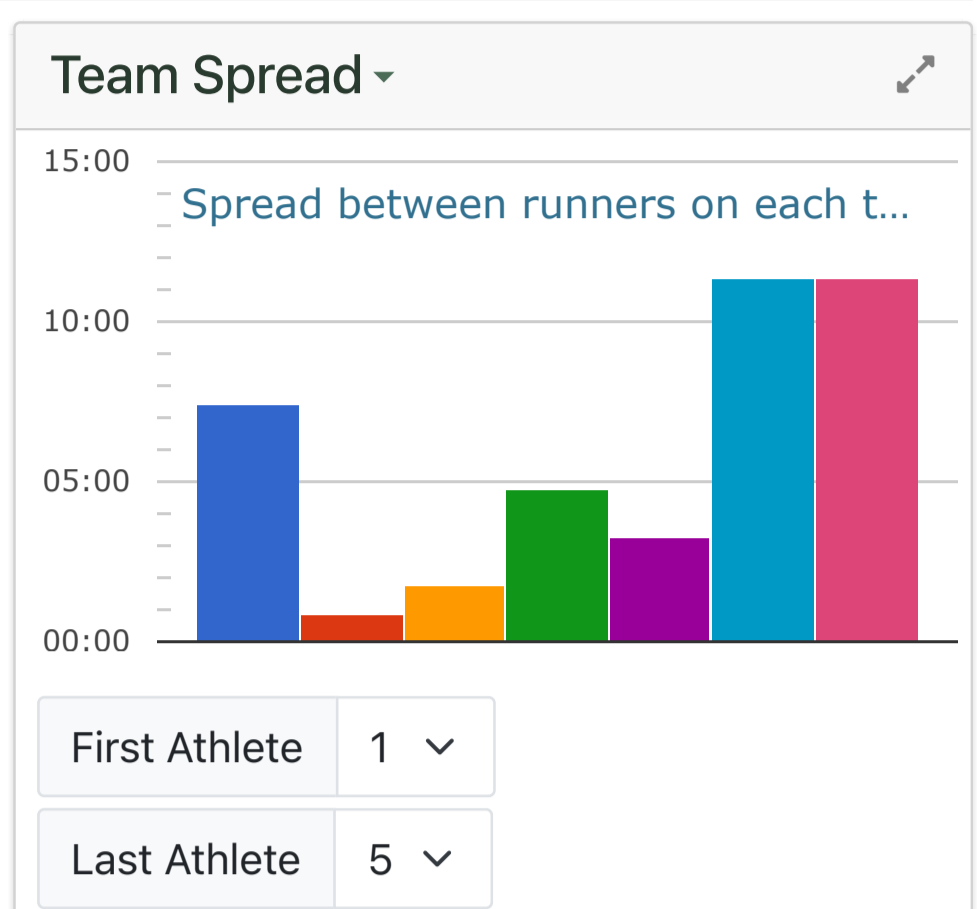 Team Spread
15:00
Spread between runners on each t...
10:00
05:00
00:00
First Athlete 1
Last Athlete 5